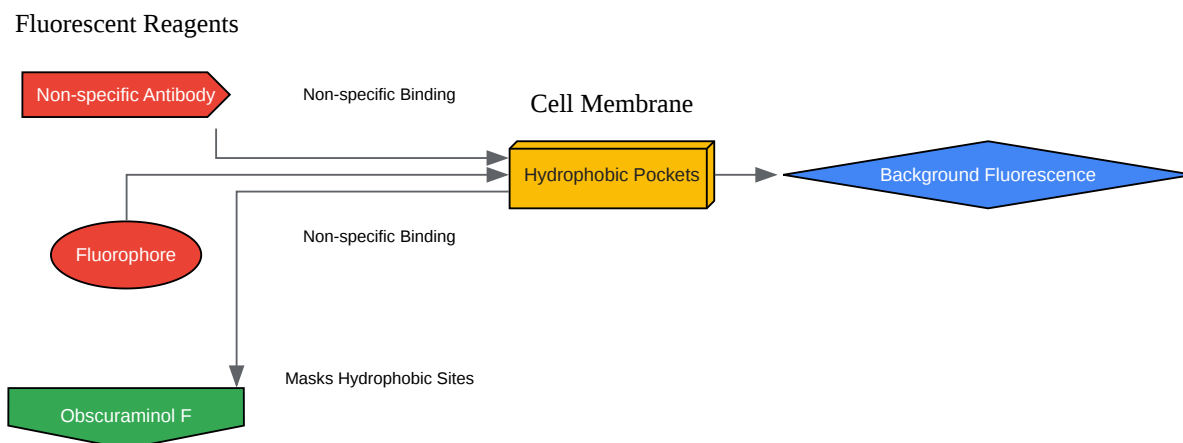 Fluorescent Reagents
Non-specific Antibody
Non-specific Binding
Cell Membrane
Hydrophobic Pockets
Background Fluorescence
Non-specific Binding
Fluorophore
Masks Hydrophobic Sites
Obscuraminol F